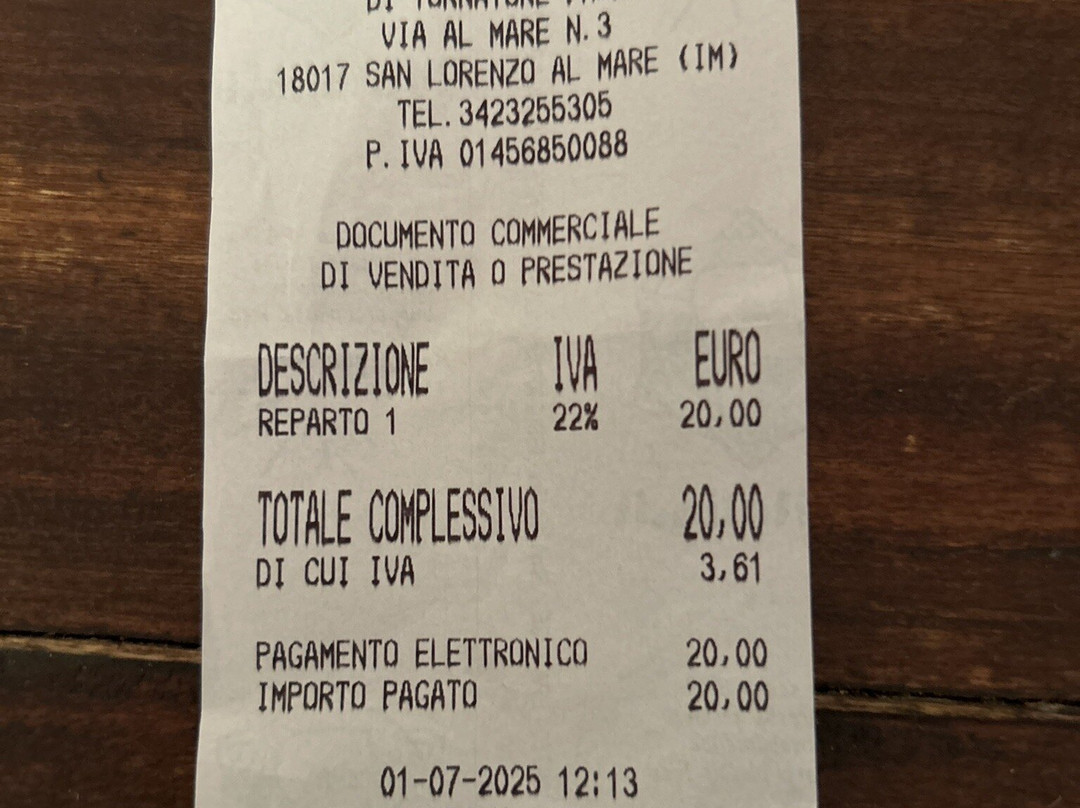 VIA AL MARE N.3
18017 SAN LORENZO AL MARE (IM)
TEL.3423255305
P.IVA 01456850088
DOCUMENTO COMMERCIALE
DI VENDITA O PRESTAZIONE
DESCRIZIONE IVA EURO
REPARTO 1 22% 20,00
TOTALE COMPLESSIVO 20,00
DI CUI IVA 3,61
PAGAMENTO ELETTRONICO 20,00
IMPORTO PAGATO 20,00
01-07-2025 12:13